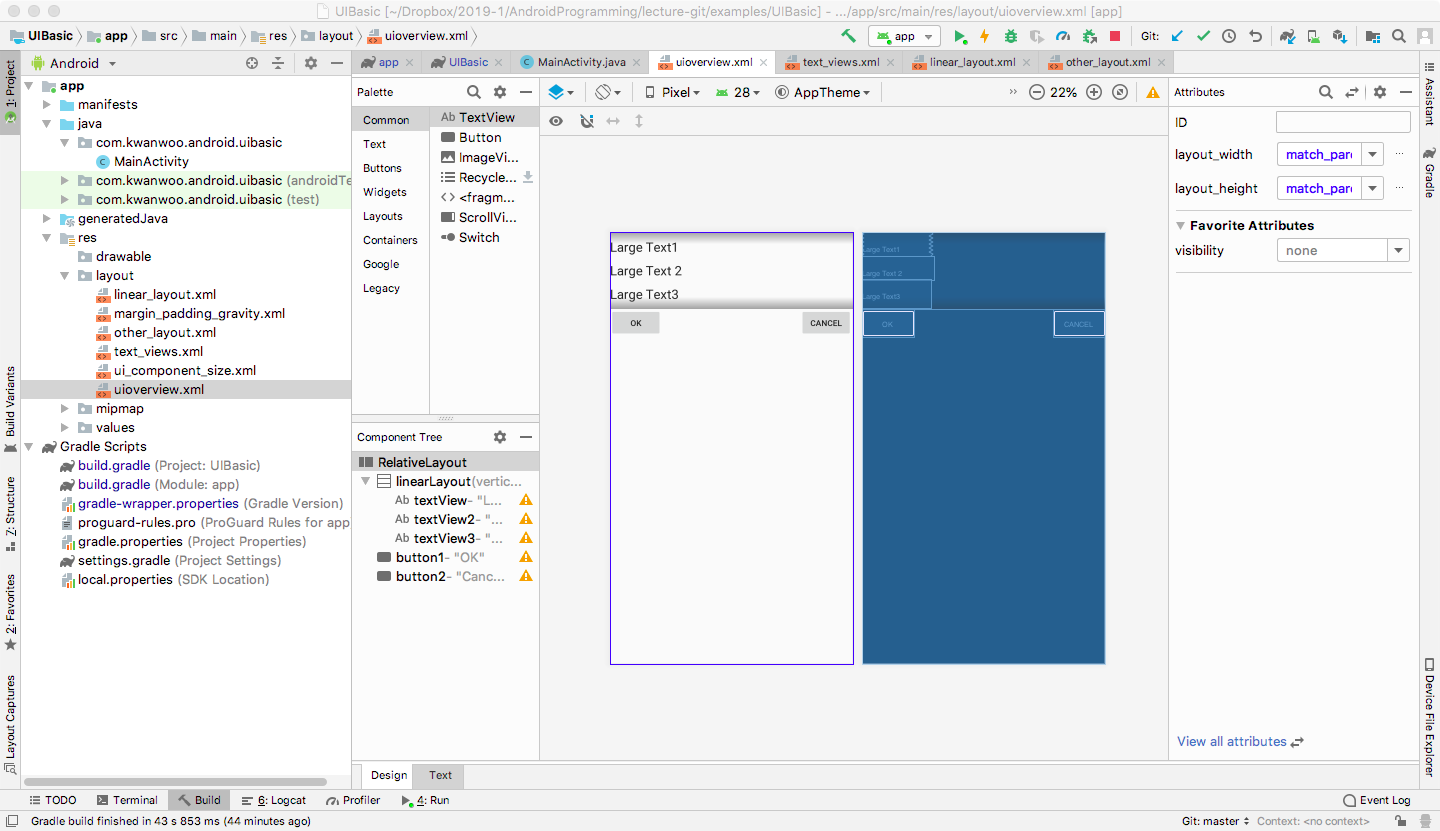 UIBasic [~/Dropbox/2019-1/AndroidProgramming/lecture-git/examples/UIBasic] - .../app/src/main/res/layout/uioverview.xml [app]
UIBasic app src main res layout uioverview.xml
app
Git:
1: Project
Build Variants
Z: Structure
2: Favorites
Layout Captures
Android
app
manifests
java
com.kwanwoo.android.uibasic
MainActivity
com.kwanwoo.android.uibasic (androidTe
com.kwanwoo.android.uibasic (test)
generatedJava
res
drawable
layout
linear_layout.xml
margin_padding_gravity.xml
other_layout.xml
text_views.xml
ui_component_size.xml
uioverview.xml
mipmap
values
Gradle Scripts
build.gradle (Project: UIBasic)
build.gradle (Module: app)
gradle-wrapper.properties (Gradle Version)
proguard-rules.pro (ProGuard Rules for app
gradle.properties (Project Properties)
settings.gradle (Project Settings)
local.properties (SDK Location)
app UIBasic MainActivity.java uioverview.xml text_views.xml linear_layout.xml other_layout.xml
Palette
Common
Text
Buttons
Widgets
Layouts
Containers
Google
Legacy
Ab TextView
Button
ImageVi...
Recycle...
<fragm...
ScrollVi...
Switch
Component Tree
RelativeLayout
linearLayout(vertic...
Ab textView- "L...
Ab textView2- "...
Ab textView3- "...
button1- "OK"
button2- "Canc...
Pixel 28 AppTheme 22%
Large Text1
Large Text 2
Large Text3
OK CANCEL
Large Text1
Large Text 2
Large Text3
OK CANCEL
Design Text
Attributes
ID
layout_width match_pare
layout_height match_pare
Favorite Attributes
visibility none
View all attributes
Assistant
Gradle
Device File Explorer
TODO Terminal Build 6: Logcat Profiler 4: Run Event Log
Gradle build finished in 43 s 853 ms (44 minutes ago) Git: master Context: <no context>